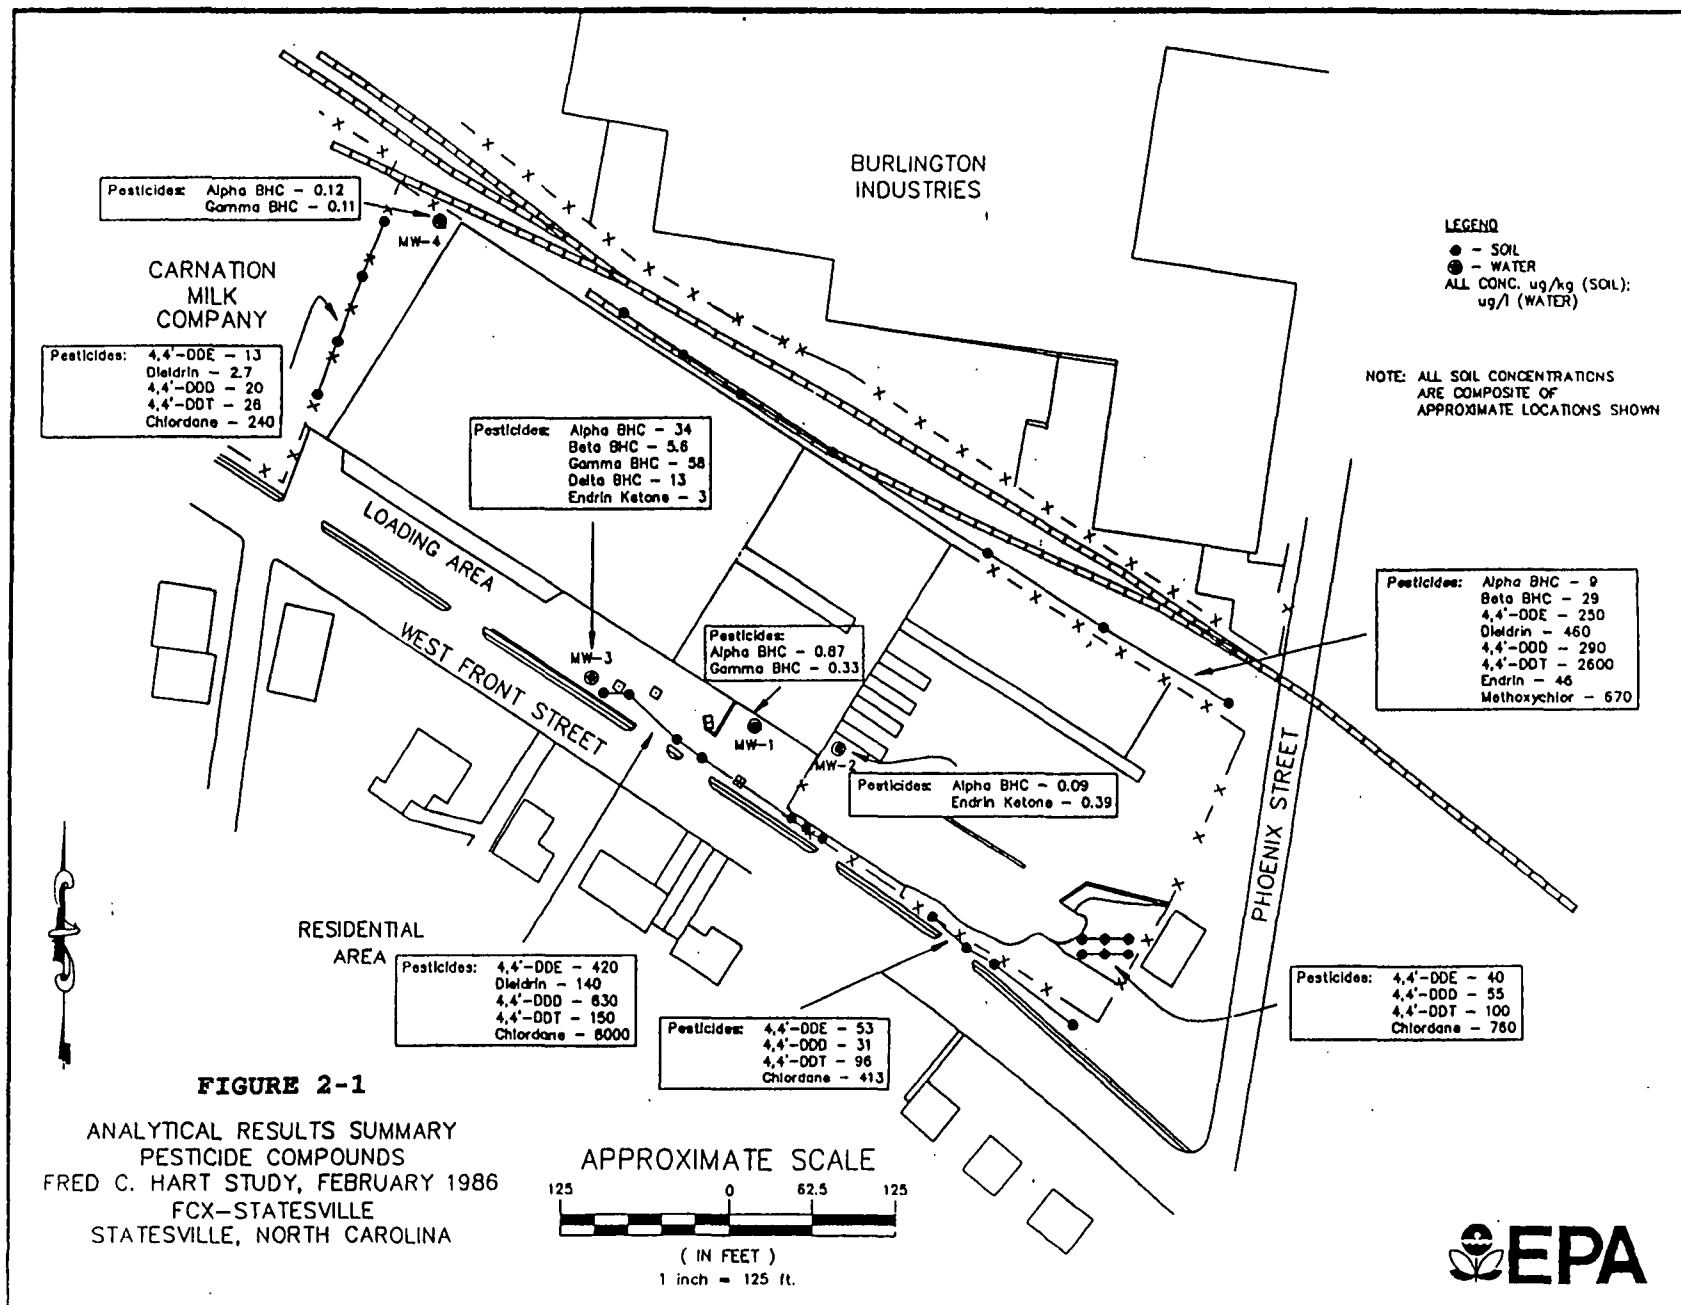 BURLINGTON
INDUSTRIES
Pesticides: Alpha BHC - 0.12
Gamma BHC - 0.11
MW-4
LEGEND
- SOIL
- WATER
ALL CONC. ug/kg (SOIL);
ug/l (WATER)
CARNATION
MILK
COMPANY
Pesticides: 4,4'-DDE - 13
Dieldrin - 2.7
4,4'-DDD - 20
4,4'-DDT - 26
Chlordane - 240
NOTE: ALL SOIL CONCENTRATIONS
ARE COMPOSITE OF
APPROXIMATE LOCATIONS SHOWN
Pesticides: Alpha BHC - 34
Beta BHC - 5.6
Gamma BHC - 58
Delta BHC - 13
Endrin Ketone - 3
LOADING AREA
Pesticides: Alpha BHC - 9
Beta BHC - 29
4,4'-DDE - 250
Dieldrin - 460
4,4'-DDD - 290
4,4'-DDT - 2600
Endrin - 46
Methoxychlor - 670
WEST FRONT STREET
MW-3
Pesticides:
Alpha BHC - 0.87
Gamma BHC - 0.33
MW-1
MW-2
Pesticides: Alpha BHC - 0.09
Endrin Ketone - 0.39
PHOENIX STREET
RESIDENTIAL
AREA
Pesticides: 4,4'-DDE - 420
Dieldrin - 140
4,4'-DDD - 630
4,4'-DDT - 150
Chlordane - 6000
Pesticides: 4,4'-DDE - 53
4,4'-DDD - 31
4,4'-DDT - 96
Chlordane - 413
Pesticides: 4,4'-DDE - 40
4,4'-DDD - 55
4,4'-DDT - 100
Chlordane - 760
FIGURE 2-1
ANALYTICAL RESULTS SUMMARY
PESTICIDE COMPOUNDS
FRED C. HART STUDY, FEBRUARY 1986
FCX-STATESVILLE
STATESVILLE, NORTH CAROLINA
APPROXIMATE SCALE
125 0 62.5 125
( IN FEET )
1 inch = 125 ft.
EPA